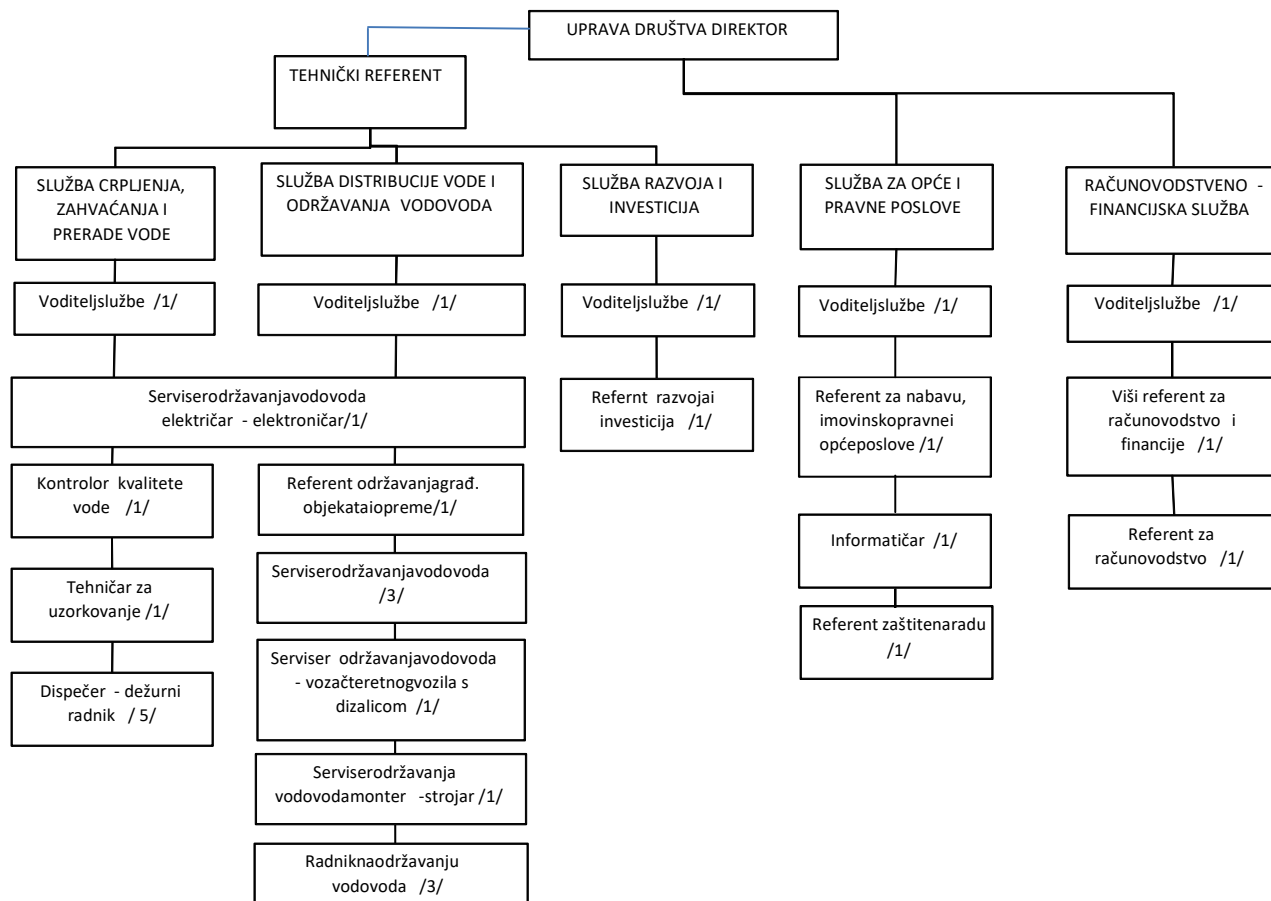 UPRAVA DRUŠTVA DIREKTOR
TEHNIČKI REFERENT
SLUŽBA CRPLJENJA,
ZAHVAĆANJA I
PRERADE VODE
SLUŽBA DISTRIBUCIJE VODE I
ODRŽAVANJA VODOVODA
SLUŽBA RAZVOJA I
INVESTICIJA
SLUŽBA ZA OPĆE I
PRAVNE POSLOVE
RAČUNOVODSTVENO -
FINANCIJSKA SLUŽBA
Voditeljslužbe /1/
Voditeljslužbe /1/
Voditeljslužbe /1/
Voditeljslužbe /1/
Voditeljslužbe /1/
Serviserodržavanjavodovoda
električar - elektroničar/1/
Refernt razvojai
investicija /1/
Referent za nabavu,
imovinskopravnei
općeposlove /1/
Viši referent za
računovodstvo i
financije /1/
Kontrolor kvalitete
vode /1/
Referent održavanjagrađ.
objekataiopreme/1/
Informatičar /1/
Referent za
računovodstvo /1/
Tehničar za
uzorkovanje /1/
Serviserodržavanjavodovoda
/3/
Referent zaštitenaradu
/1/
Dispečer - dežurni
radnik / 5/
Serviser održavanjavodovoda
- vozačteretnogvozila s
dizalicom /1/
Serviserodržavanja
vodovodamonter -strojar /1/
Radniknaodržavanju
vodovoda /3/